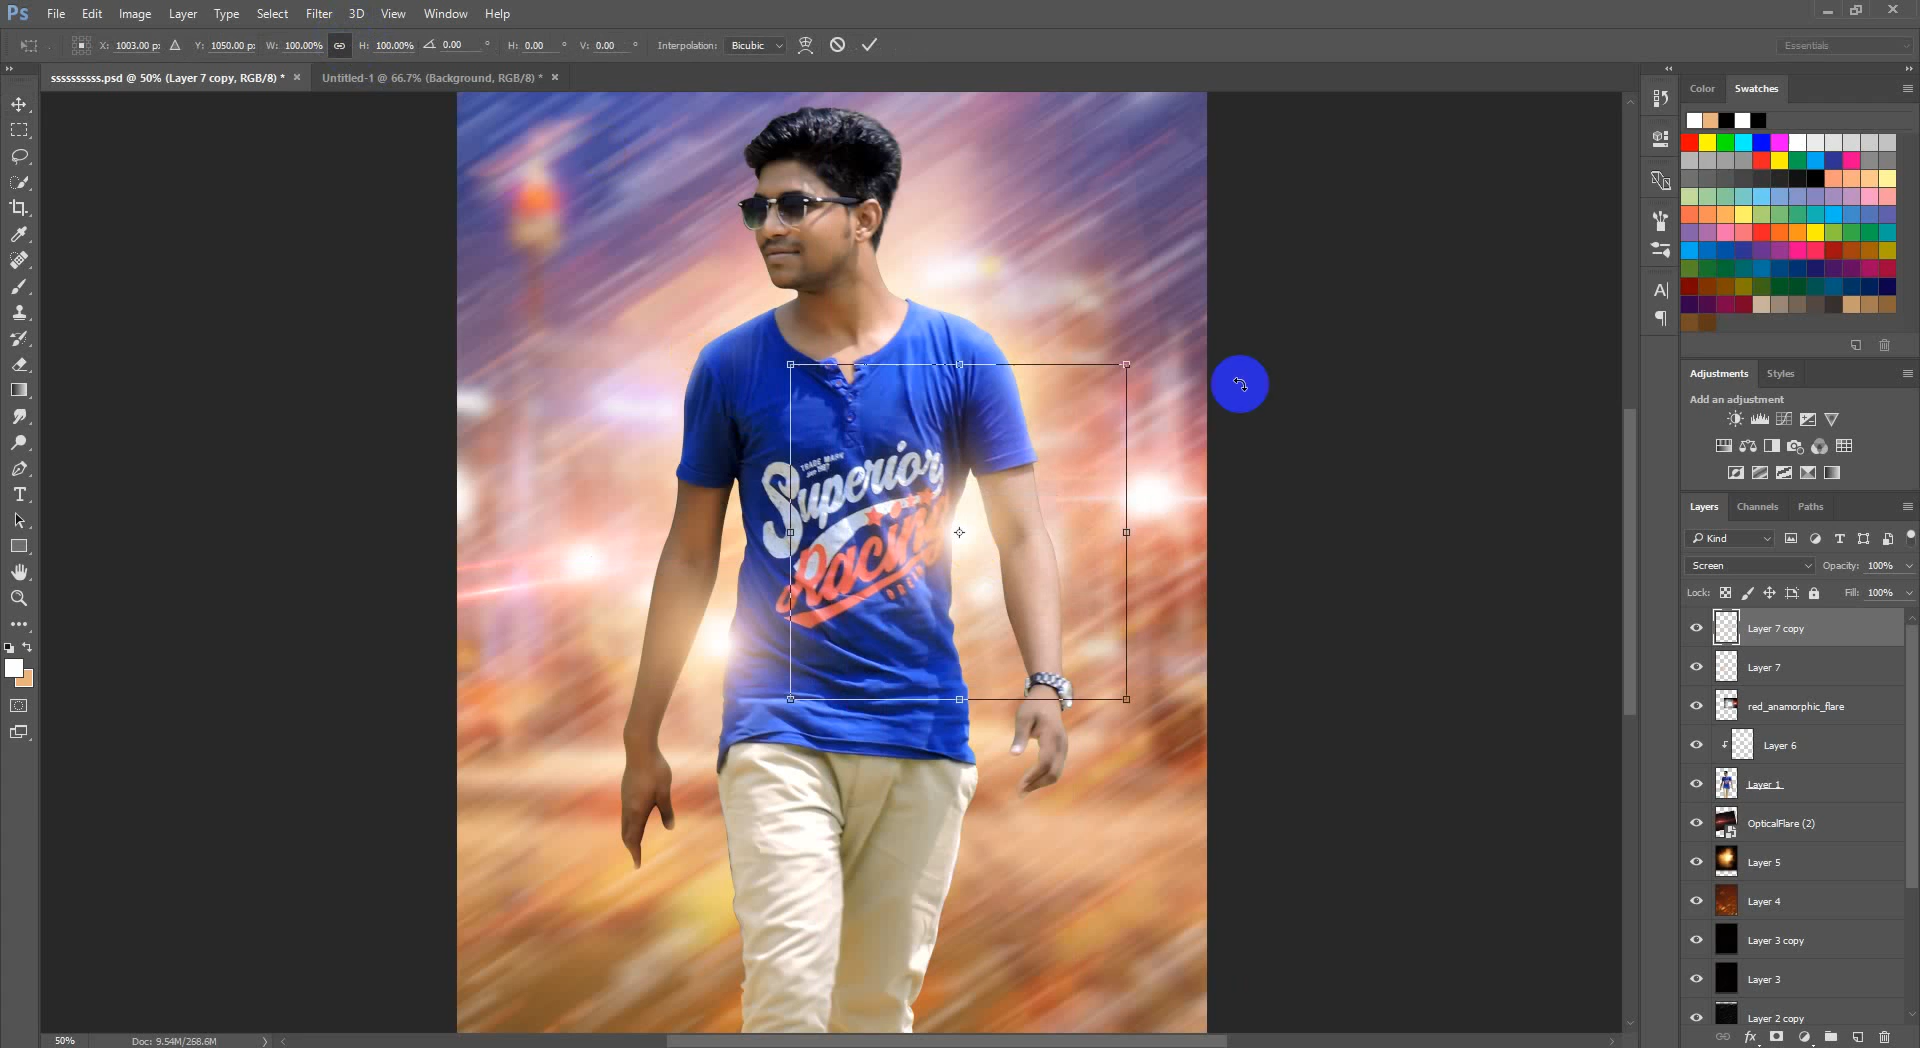 Ps File Edit Image Layer Type Select Filter 3D View Window Help
X: 1003.00 p: Y: 1050.00 p: W: 100.00% H: 100.00% 0.00 ° H: 0.00 ° V: 0.00 ° Interpolation: Bicubic Essentials
ssssssssss.psd @ 50% (Layer 7 copy, RGB/8) * × Untitled-1 @ 66.7% (Background, RGB/8) * ×
Color Swatches
TRADE MARK
Superior
Racing
Adjustments Styles
Add an adjustment
Layers Channels Paths
Kind
Screen Opacity: 100%
Lock: Fill: 100%
Layer 7 copy
Layer 7
red_anamorphic_flare
Layer 6
Layer 1
OpticalFlare (2)
Layer 5
Layer 4
Layer 3 copy
Layer 3
Layer 2 copy
50% Doc: 9.54M/268.6M